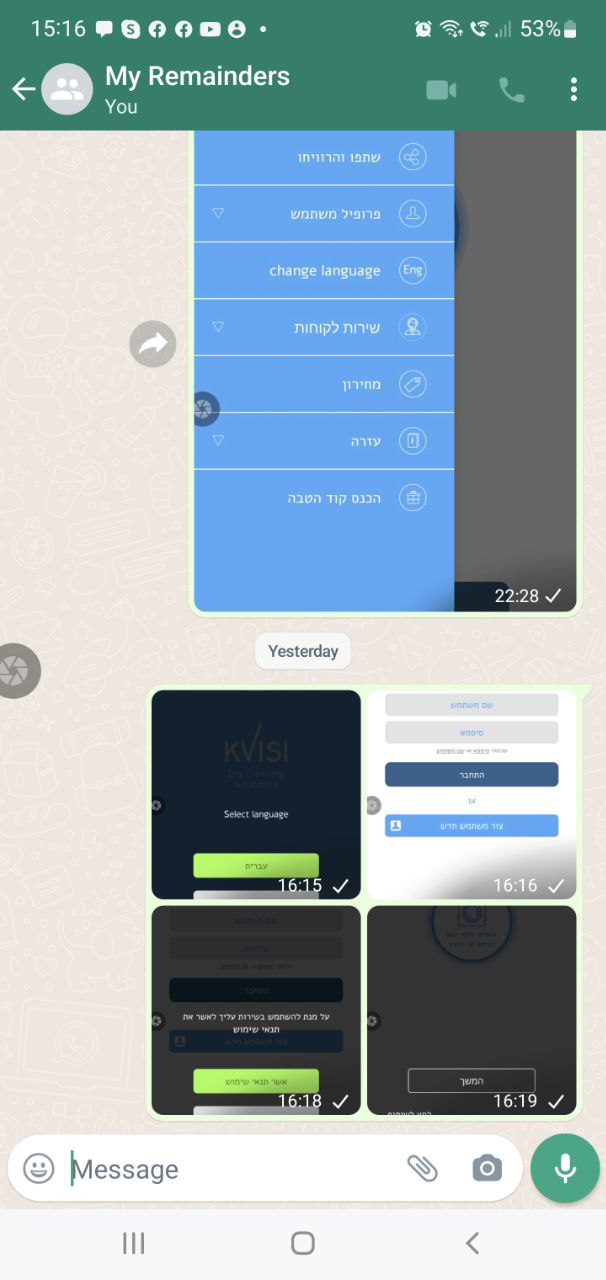 15:16
53%
My Remainders
You
שתפו והרוויחו
פרופיל משתמש
change language
Eng
שירות לקוחות
מחירון
עזרה
הכנס קוד הטבה
22:28
Yesterday
KVISI
Dry Cleaning
& Laundry
Select language
עברית
16:15
שם משתמש
סיסמא
שכחתי סיסמא או שם משתמש
התחבר
או
צור משתמש חדש
16:16
שם משתמש
סיסמא
התחבר
על מנת להשתמש בשירות עליך לאשר את
תנאי שימוש
צור משתמש חדש
אשר תנאי שימוש
16:18
המשך
16:19
Message